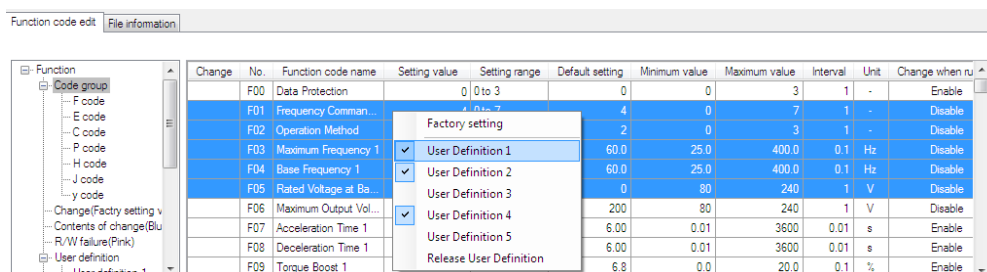 Function code edit File information
Function
Code group
F code
E code
C code
P code
H code
J code
y code
Change(Factry setting v
Contents of change(Blu
R/W failure(Pink)
User definition
Change No. Function code name Setting value Setting range Default setting Minimum value Maximum value Interval Unit Change when ru
F00 Data Protection 0 0 to 3 0 0 3 1 - Enable
F01 Frequency Comman... 4 0 to 7 4 0 7 1 - Disable
F02 Operation Method 2 0 3 1 - Disable
F03 Maximum Frequency 1 60.0 25.0 400.0 0.1 Hz Disable
F04 Base Frequency 1 60.0 25.0 400.0 0.1 Hz Disable
F05 Rated Voltage at Ba... 0 80 240 1 V Disable
F06 Maximum Output Vol... 200 80 240 1 V Disable
F07 Acceleration Time 1 6.00 0.01 3600 0.01 s Enable
F08 Deceleration Time 1 6.00 0.01 3600 0.01 s Enable
F09 Torque Boost 1 6.8 0.0 20.0 0.1 % Enable
Factory setting
User Definition 1
User Definition 2
User Definition 3
User Definition 4
User Definition 5
Release User Definition